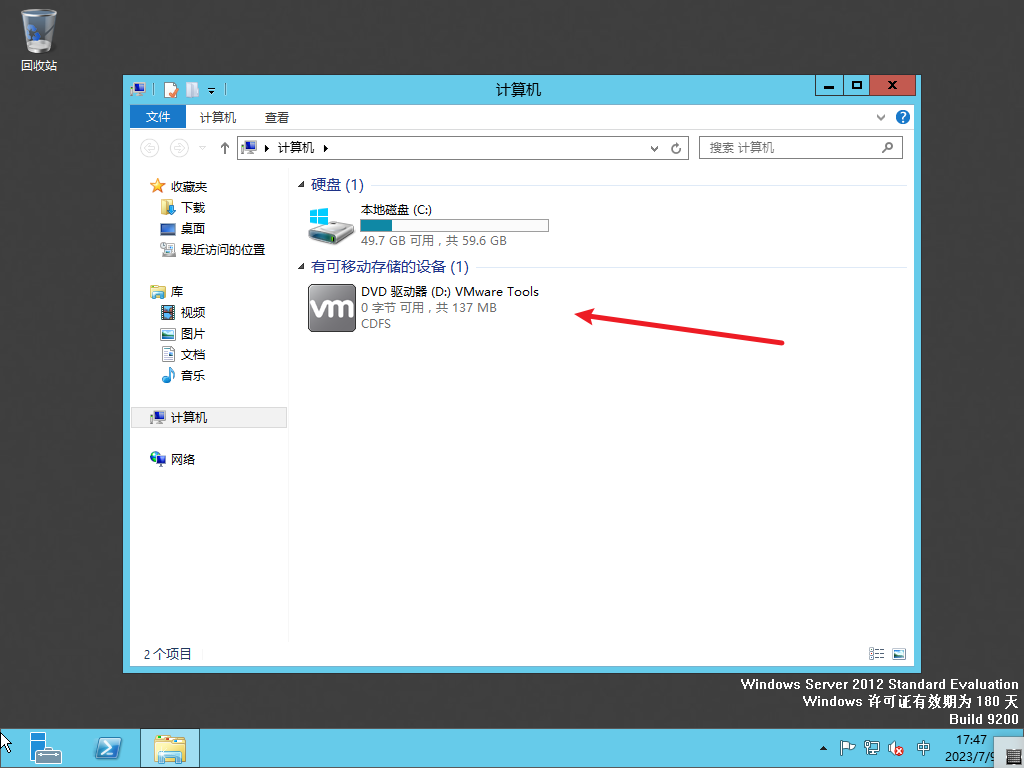 回收站
计算机
文件 计算机 查看
计算机
搜索 计算机
收藏夹
下载
桌面
最近访问的位置
库
视频
图片
文档
音乐
计算机
网络
硬盘 (1)
本地磁盘 (C:)
49.7 GB 可用，共 59.6 GB
有可移动存储的设备 (1)
vm
DVD 驱动器 (D:) VMware Tools
0 字节 可用，共 137 MB
CDFS
2 个项目
Windows Server 2012 Standard Evaluation
Windows 许可证有效期为 180 天
Build 9200
中
17:47
2023/7/9